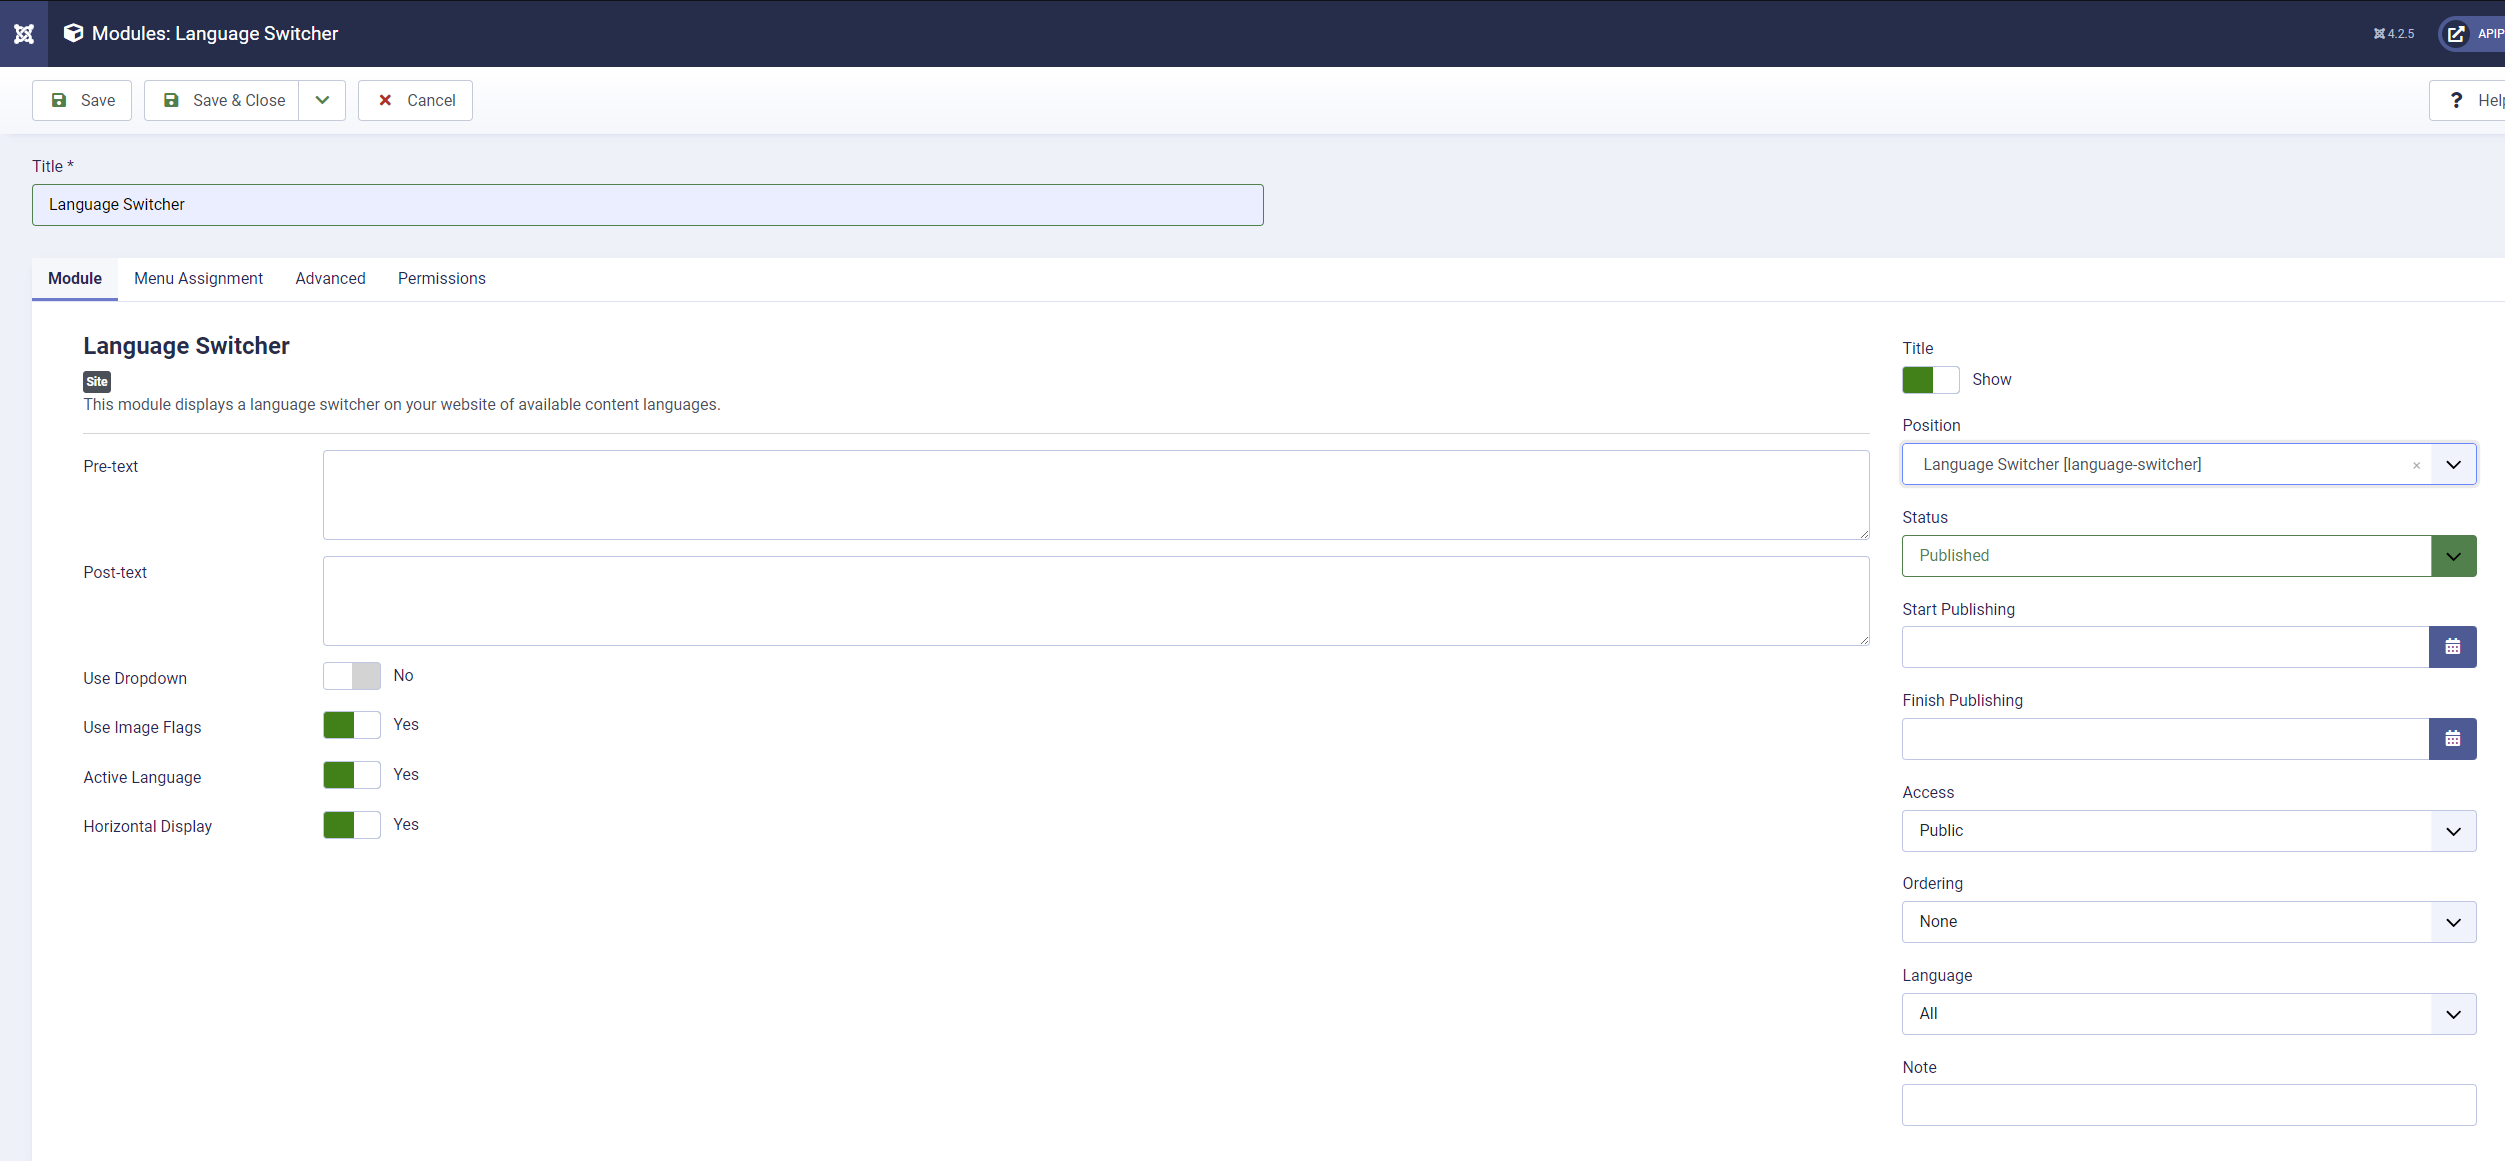 Modules: Language Switcher
4.2.5
APIP
Save
Save & Close
Cancel
? Help
Title *
Language Switcher
Module
Menu Assignment
Advanced
Permissions
Language Switcher
Site
This module displays a language switcher on your website of available content languages.
Pre-text
Post-text
Use Dropdown
No
Use Image Flags
Yes
Active Language
Yes
Horizontal Display
Yes
Title
Show
Position
Language Switcher [language-switcher]
×
Status
Published
Start Publishing
Finish Publishing
Access
Public
Ordering
None
Language
All
Note